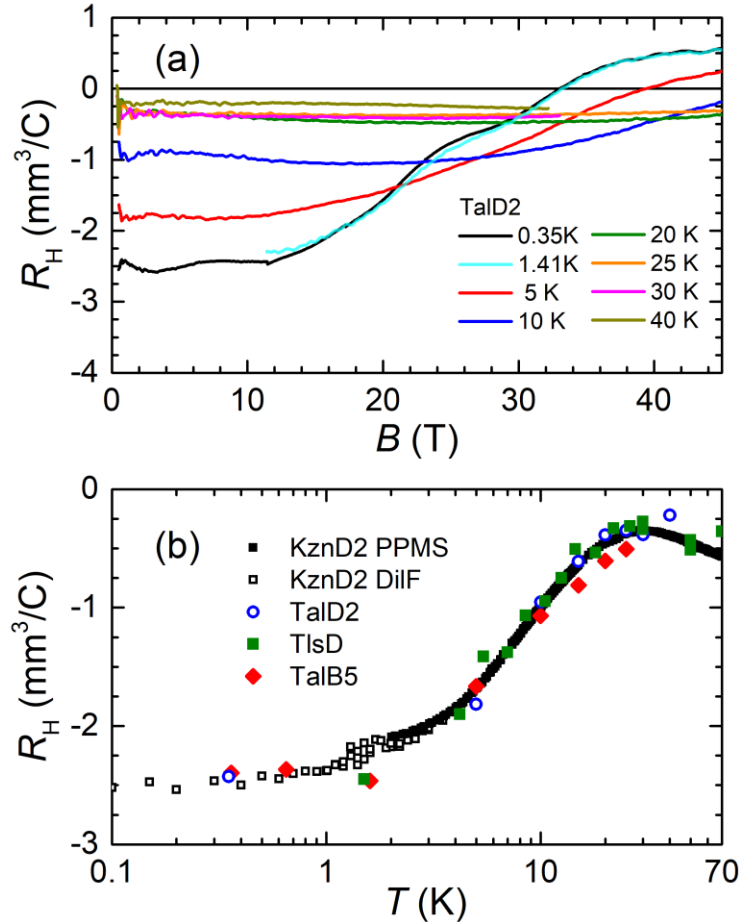 (a)
1
0
-1
-2
-3
-4
R_H (mm³/C)
TalD2
0.35K
1.41K
5 K
10 K
20 K
25 K
30 K
40 K
0 10 20 30 40
B (T)
(b)
0
-1
-2
-3
R_H (mm³/C)
KznD2 PPMS
KznD2 DilF
TalD2
TlsD
TalB5
0.1 1 10 70
T (K)